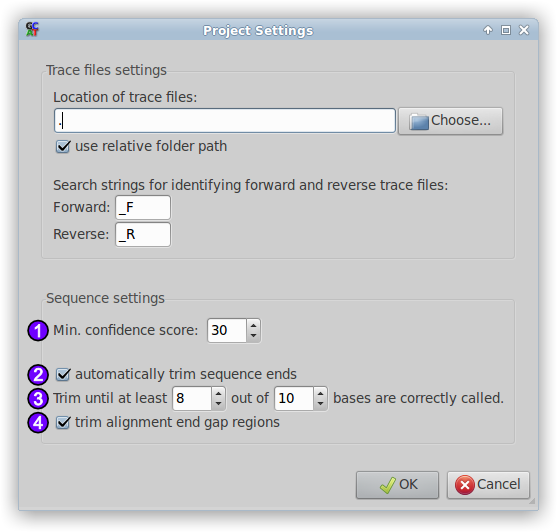 GC
AT
Project Settings
Trace files settings
Location of trace files:
.
Choose...
use relative folder path
Search strings for identifying forward and reverse trace files:
Forward: _F
Reverse: _R
Sequence settings
1 Min. confidence score: 30
2 automatically trim sequence ends
3 Trim until at least 8 out of 10 bases are correctly called.
4 trim alignment end gap regions
OK Cancel